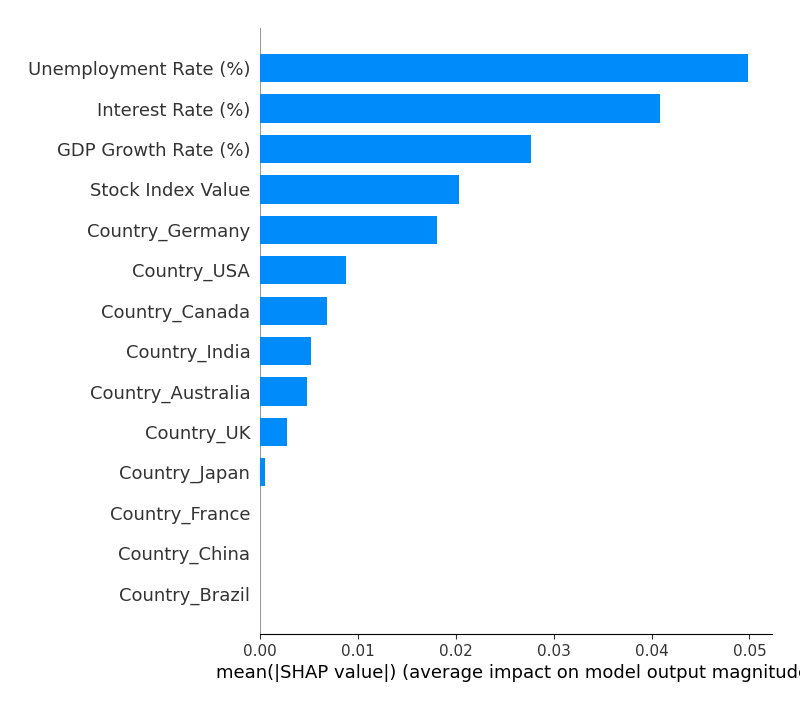 Unemployment Rate (%)
Interest Rate (%)
GDP Growth Rate (%)
Stock Index Value
Country_Germany
Country_USA
Country_Canada
Country_India
Country_Australia
Country_UK
Country_Japan
Country_France
Country_China
Country_Brazil
0.00 0.01 0.02 0.03 0.04 0.05
mean(|SHAP value|) (average impact on model output magnitude